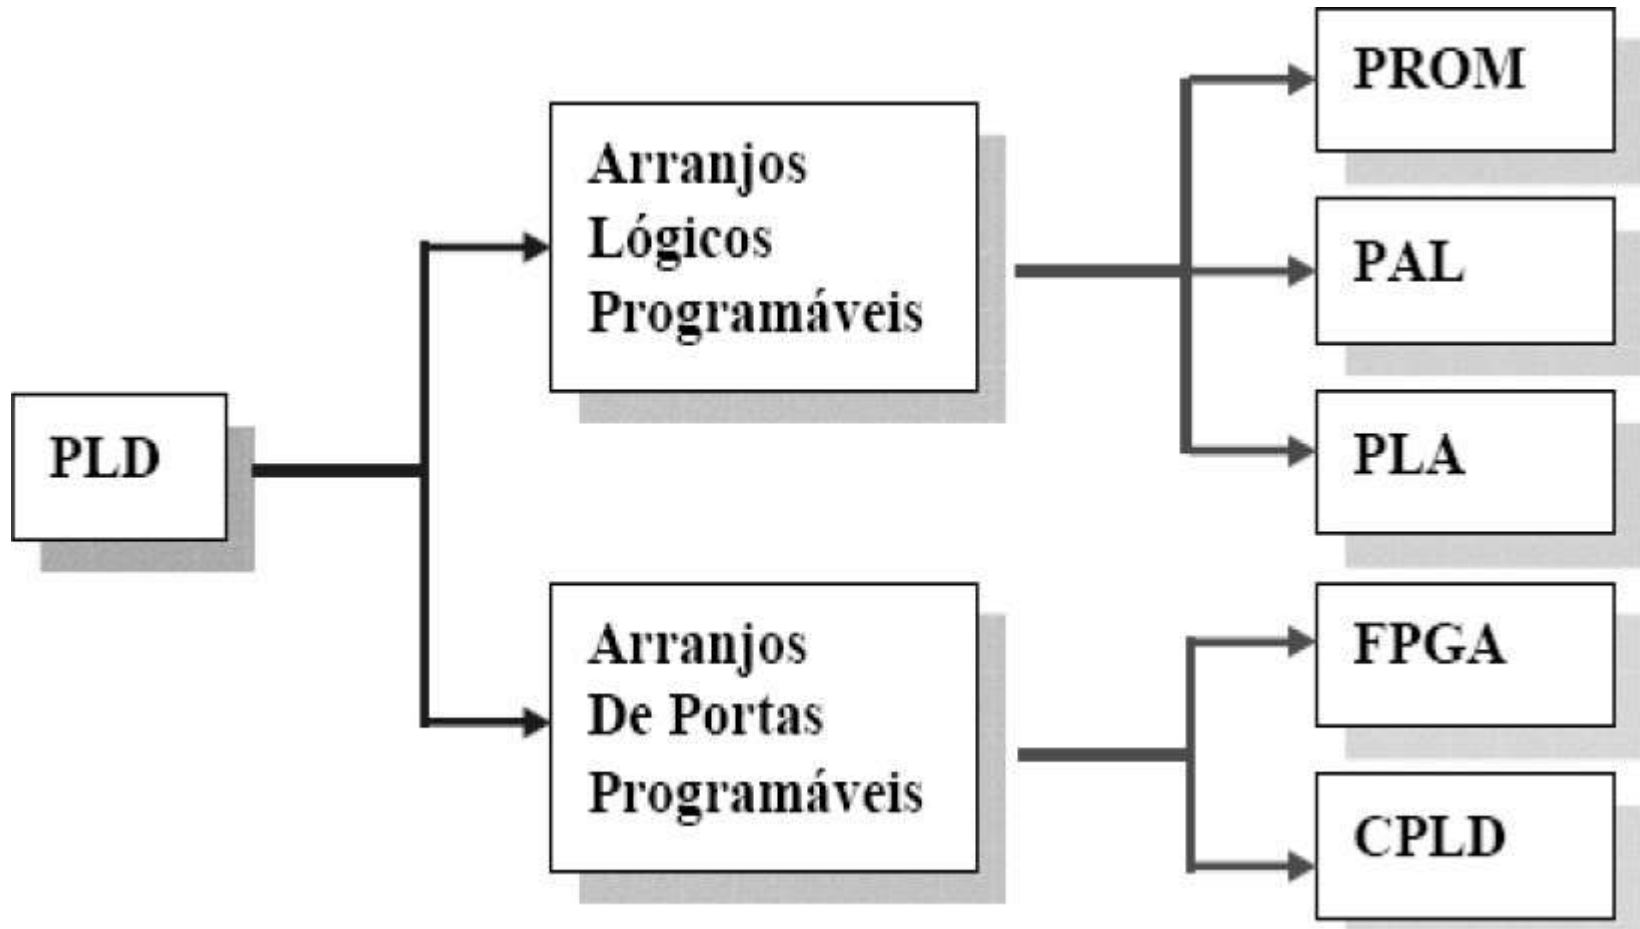 PLD
Arranjos
Lógicos
Programáveis
Arranjos
De Portas
Programáveis
PROM
PAL
PLA
FPGA
CPLD